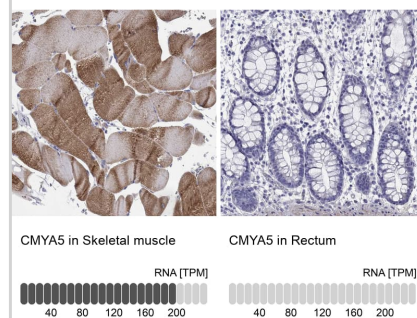 CMYA5 in Skeletal muscle
CMYA5 in Rectum
RNA [TPM]
RNA [TPM]
40 80 120 160 200
40 80 120 160 200